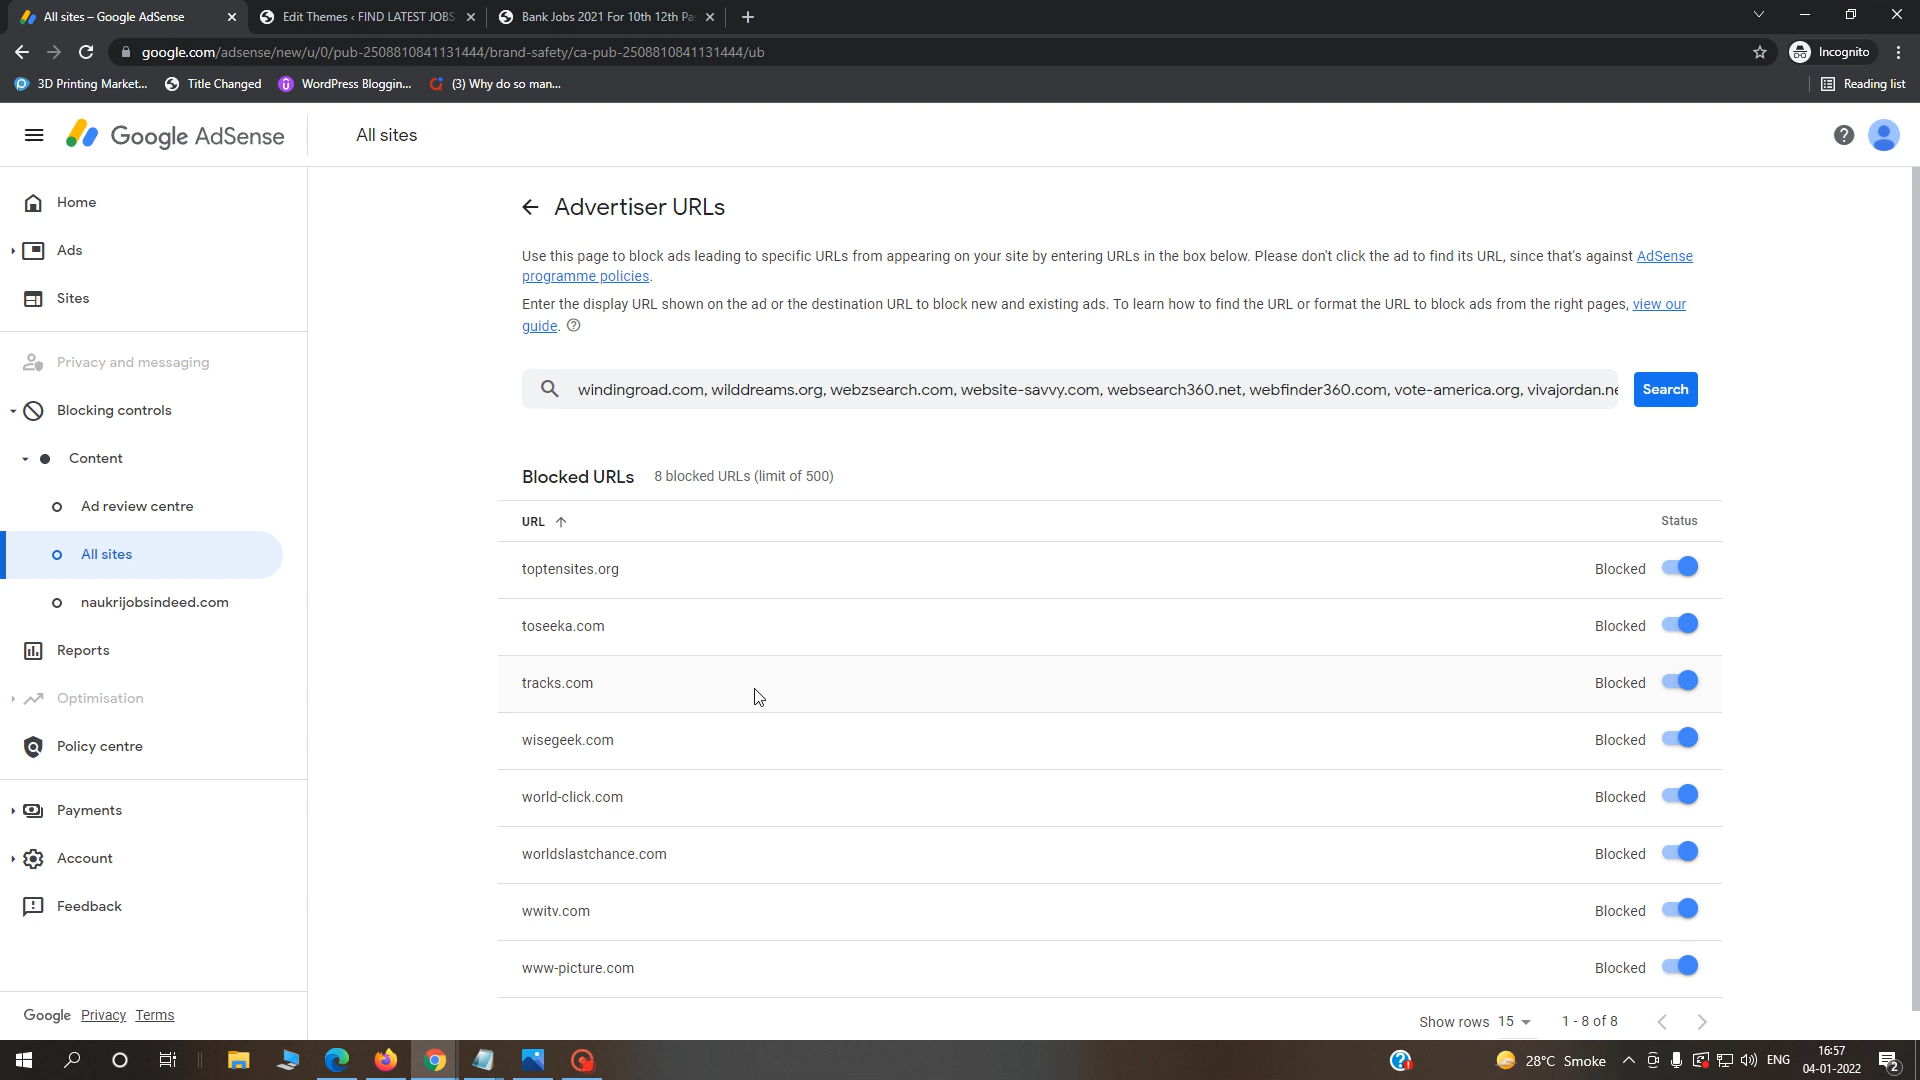 All sites – Google AdSense
Edit Themes ‹ FIND LATEST JOBS
Bank Jobs 2021 For 10th 12th Pa
google.com/adsense/new/u/0/pub-2508810841131444/brand-safety/ca-pub-2508810841131444/ub
Incognito
3D Printing Market...
Title Changed
WordPress Bloggin...
(3) Why do so man...
Reading list
Google AdSense
All sites
Home
Ads
Sites
Privacy and messaging
Blocking controls
Content
Ad review centre
All sites
naukrijobsindeed.com
Reports
Optimisation
Policy centre
Payments
Account
Feedback
Google Privacy Terms
Advertiser URLs
Use this page to block ads leading to specific URLs from appearing on your site by entering URLs in the box below. Please don't click the ad to find its URL, since that's against AdSense
programme policies.
Enter the display URL shown on the ad or the destination URL to block new and existing ads. To learn how to find the URL or format the URL to block ads from the right pages, view our
guide.
windingroad.com, wilddreams.org, webzsearch.com, website-savvy.com, websearch360.net, webfinder360.com, vote-america.org, vivajordan.ne
Search
Blocked URLs 8 blocked URLs (limit of 500)
URL Status
toptensites.org Blocked
toseeka.com Blocked
tracks.com Blocked
wisegeek.com Blocked
world-click.com Blocked
worldslastchance.com Blocked
wwitv.com Blocked
www-picture.com Blocked
Show rows 15 1 - 8 of 8
28°C Smoke
ENG
16:57
04-01-2022
2